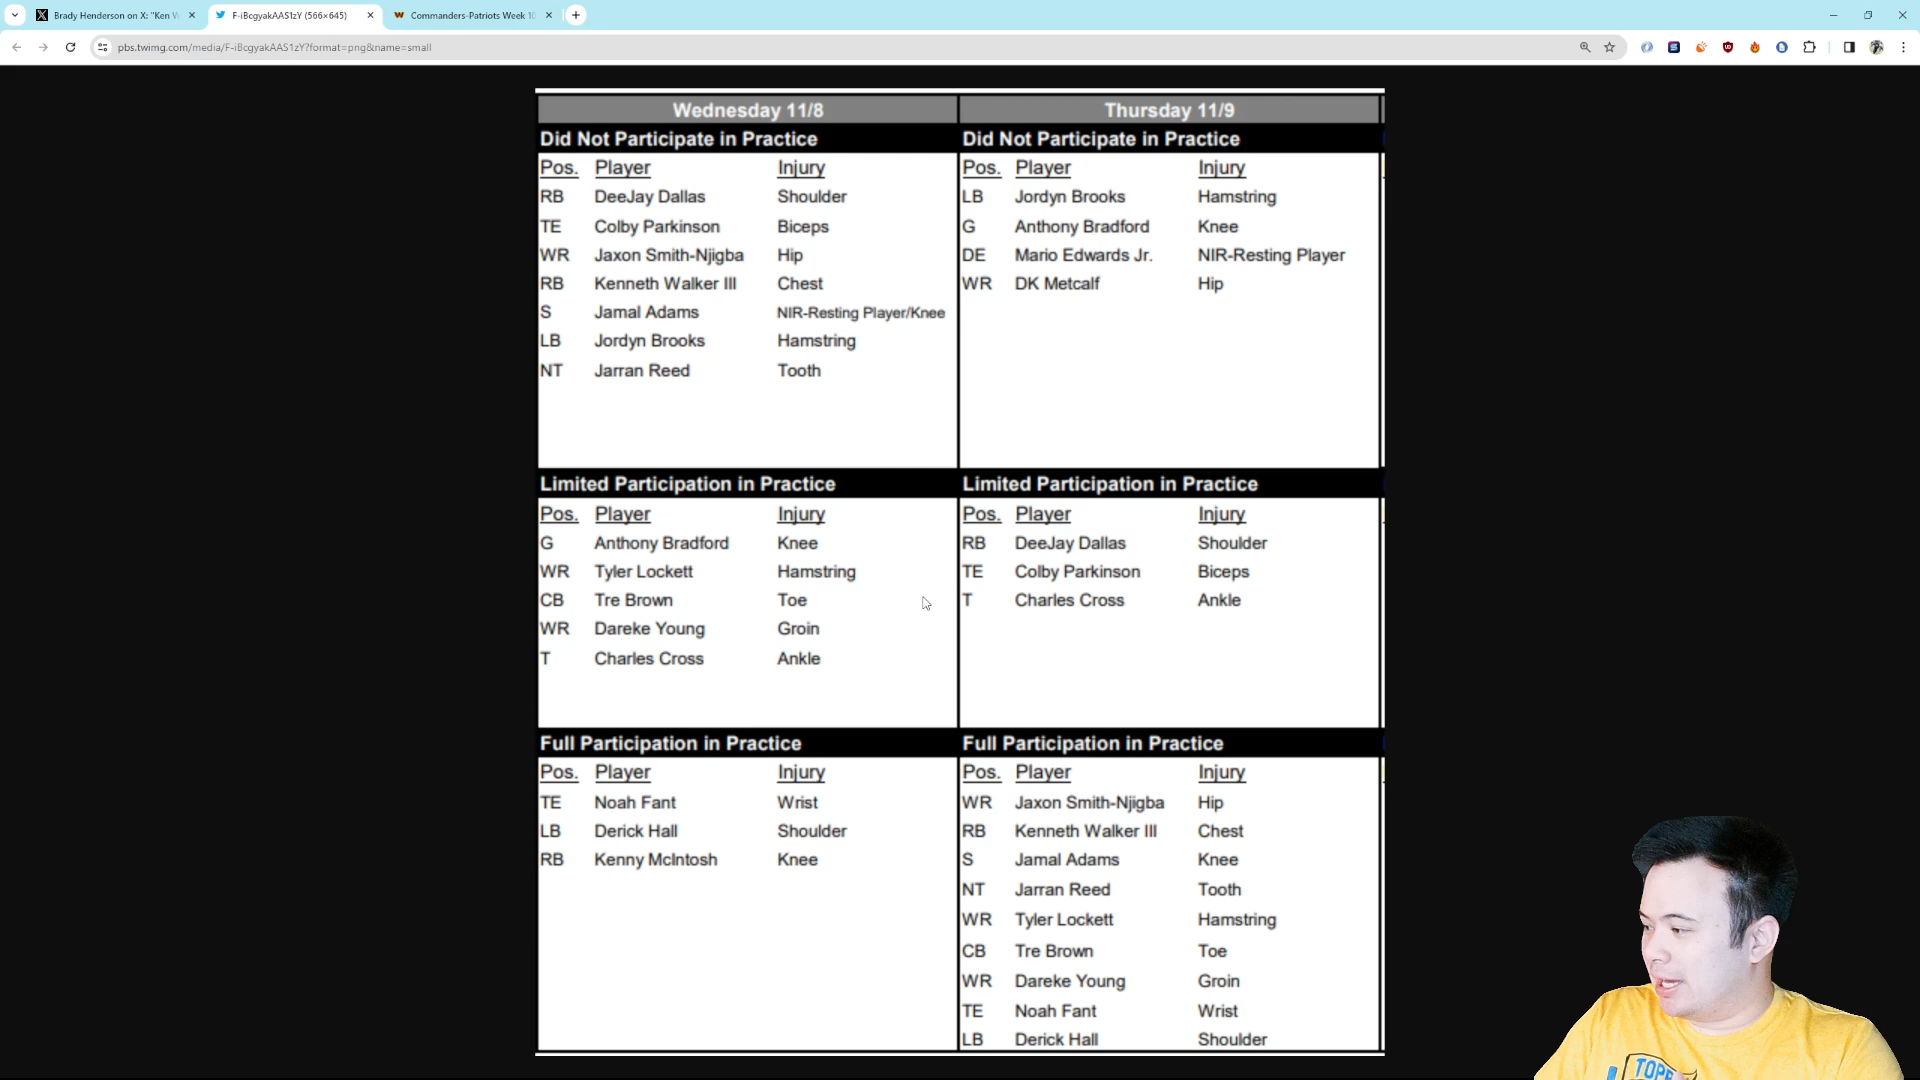 Brady Henderson on X: "Ken W
F-iBcgyakAAS1zY (566×645)
Commanders-Patriots Week 10
pbs.twimg.com/media/F-iBcgyakAAS1zY?format=png&name=small
Wednesday 11/8
Did Not Participate in Practice
Pos. Player Injury
RB DeeJay Dallas Shoulder
TE Colby Parkinson Biceps
WR Jaxon Smith-Njigba Hip
RB Kenneth Walker III Chest
S Jamal Adams NIR-Resting Player/Knee
LB Jordyn Brooks Hamstring
NT Jarran Reed Tooth
Limited Participation in Practice
Pos. Player Injury
G Anthony Bradford Knee
WR Tyler Lockett Hamstring
CB Tre Brown Toe
WR Dareke Young Groin
T Charles Cross Ankle
Full Participation in Practice
Pos. Player Injury
TE Noah Fant Wrist
LB Derick Hall Shoulder
RB Kenny McIntosh Knee
Thursday 11/9
Did Not Participate in Practice
Pos. Player Injury
LB Jordyn Brooks Hamstring
G Anthony Bradford Knee
DE Mario Edwards Jr. NIR-Resting Player
WR DK Metcalf Hip
Limited Participation in Practice
Pos. Player Injury
RB DeeJay Dallas Shoulder
TE Colby Parkinson Biceps
T Charles Cross Ankle
Full Participation in Practice
Pos. Player Injury
WR Jaxon Smith-Njigba Hip
RB Kenneth Walker III Chest
S Jamal Adams Knee
NT Jarran Reed Tooth
WR Tyler Lockett Hamstring
CB Tre Brown Toe
WR Dareke Young Groin
TE Noah Fant Wrist
LB Derick Hall Shoulder